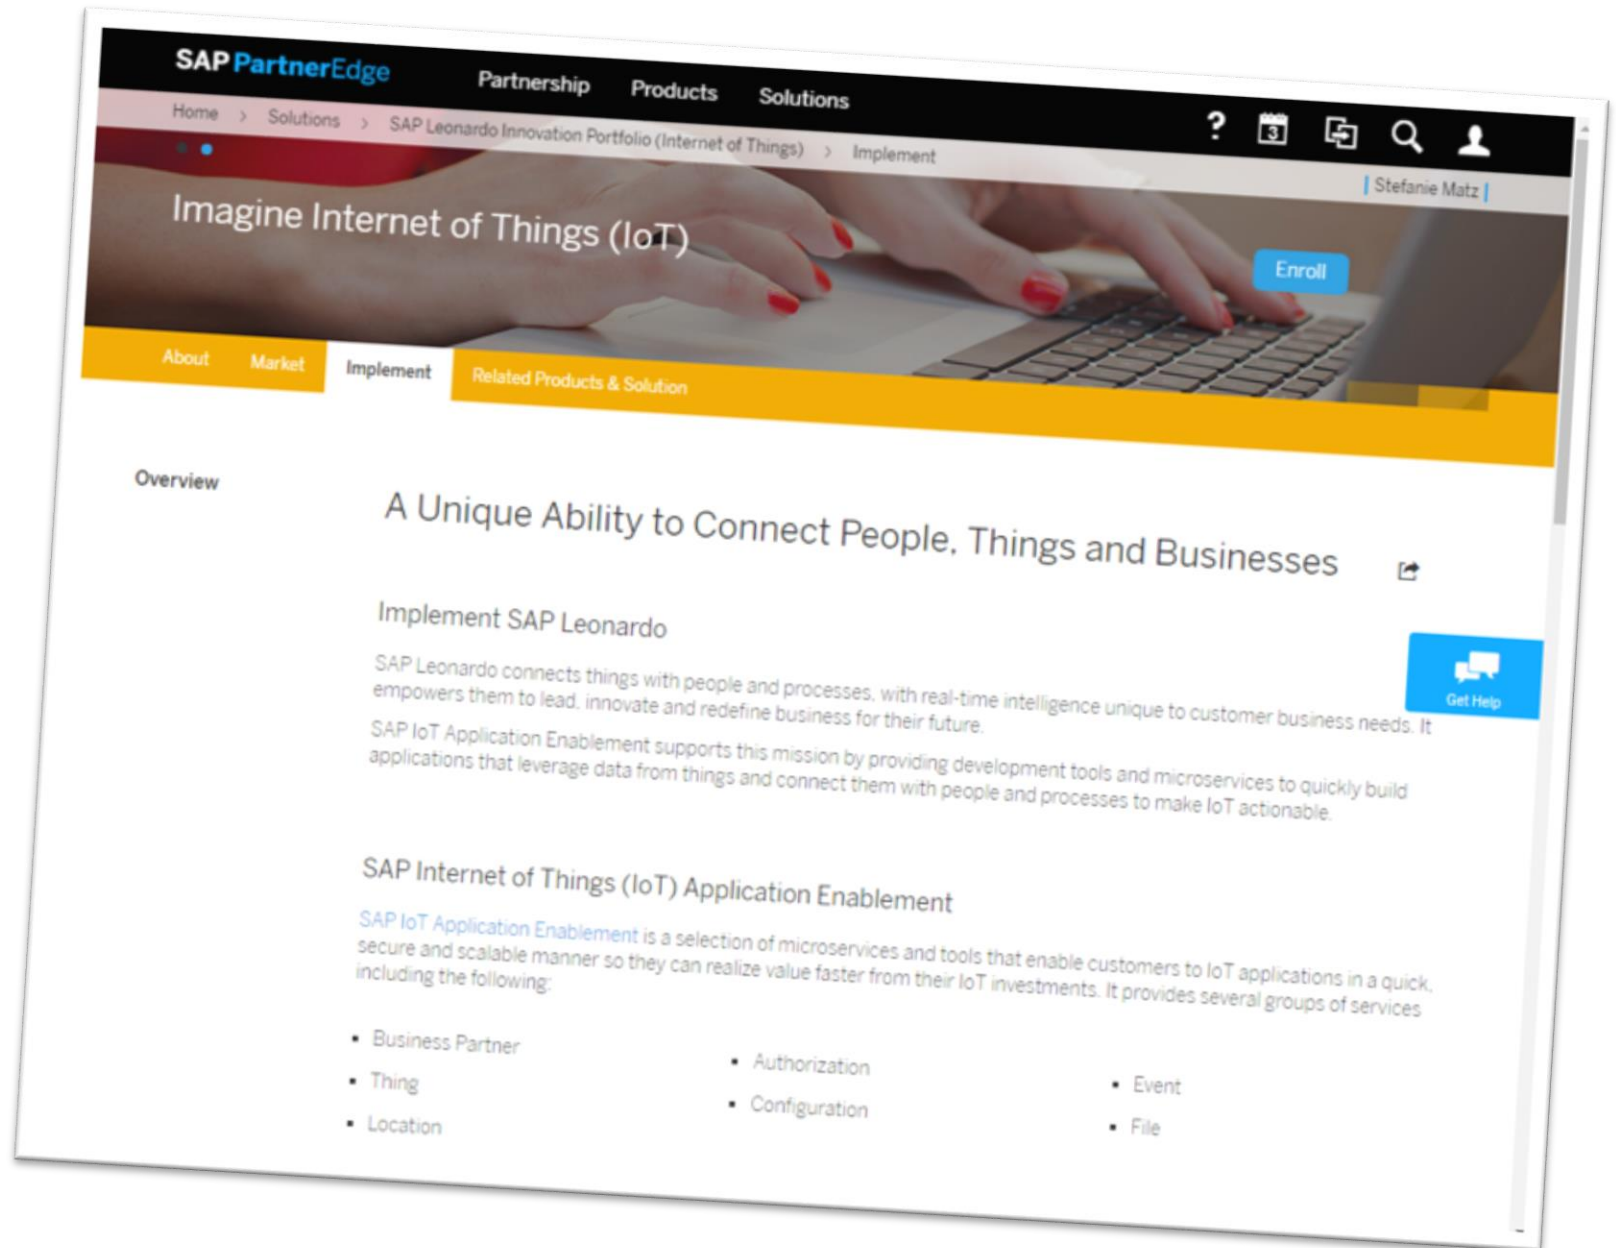 SAP PartnerEdge Partnership Products Solutions
Home > Solutions > SAP Leonardo Innovation Portfolio (Internet of Things) > Implement
3
| Stefanie Matz |
Imagine Internet of Things (IoT)
Enroll
About Market Implement Related Products & Solution
Overview
A Unique Ability to Connect People, Things and Businesses
Implement SAP Leonardo
SAP Leonardo connects things with people and processes, with real-time intelligence unique to customer business needs. It
empowers them to lead, innovate and redefine business for their future.
Get Help
SAP IoT Application Enablement supports this mission by providing development tools and microservices to quickly build
applications that leverage data from things and connect them with people and processes to make IoT actionable.
SAP Internet of Things (IoT) Application Enablement
SAP IoT Application Enablement is a selection of microservices and tools that enable customers to IoT applications in a quick,
secure and scalable manner so they can realize value faster from their IoT investments. It provides several groups of services
including the following:
▪ Business Partner
▪ Thing
▪ Location
▪ Authorization
▪ Configuration
▪ Event
▪ File